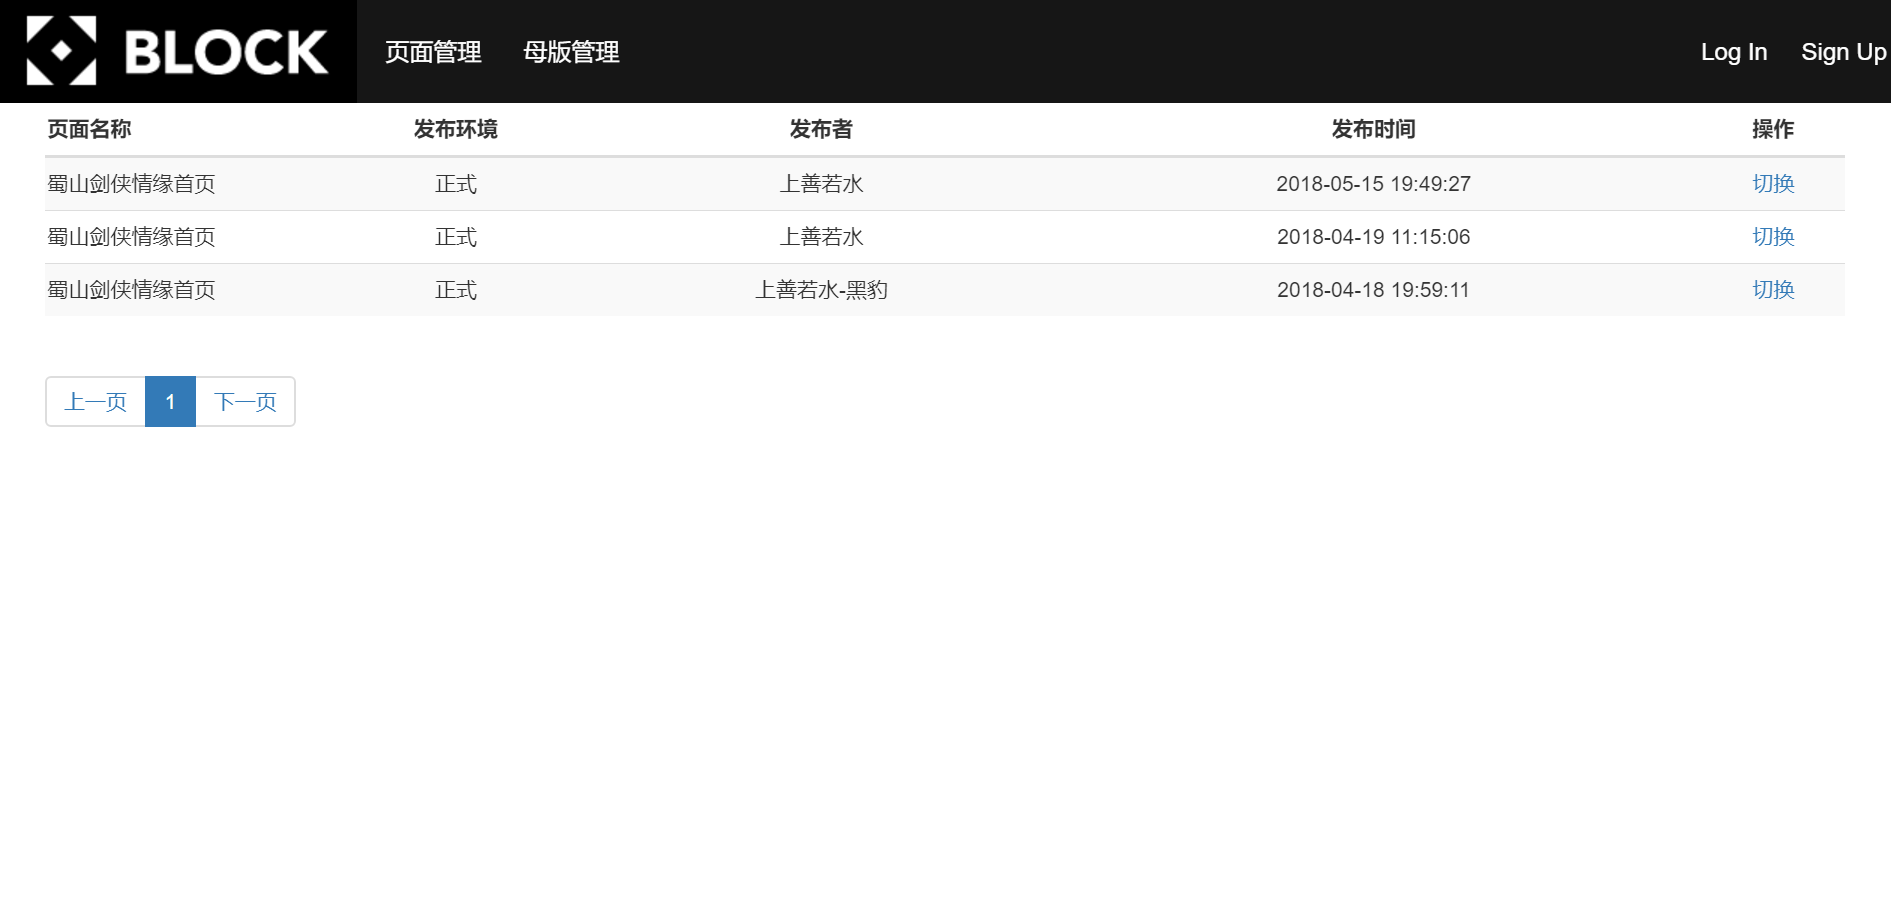 BLOCK 页面管理 母版管理 Log In Sign Up
页面名称 发布环境 发布者 发布时间 操作
蜀山剑侠情缘首页 正式 上善若水 2018-05-15 19:49:27 切换
蜀山剑侠情缘首页 正式 上善若水 2018-04-19 11:15:06 切换
蜀山剑侠情缘首页 正式 上善若水-黑豹 2018-04-18 19:59:11 切换
上一页 1 下一页